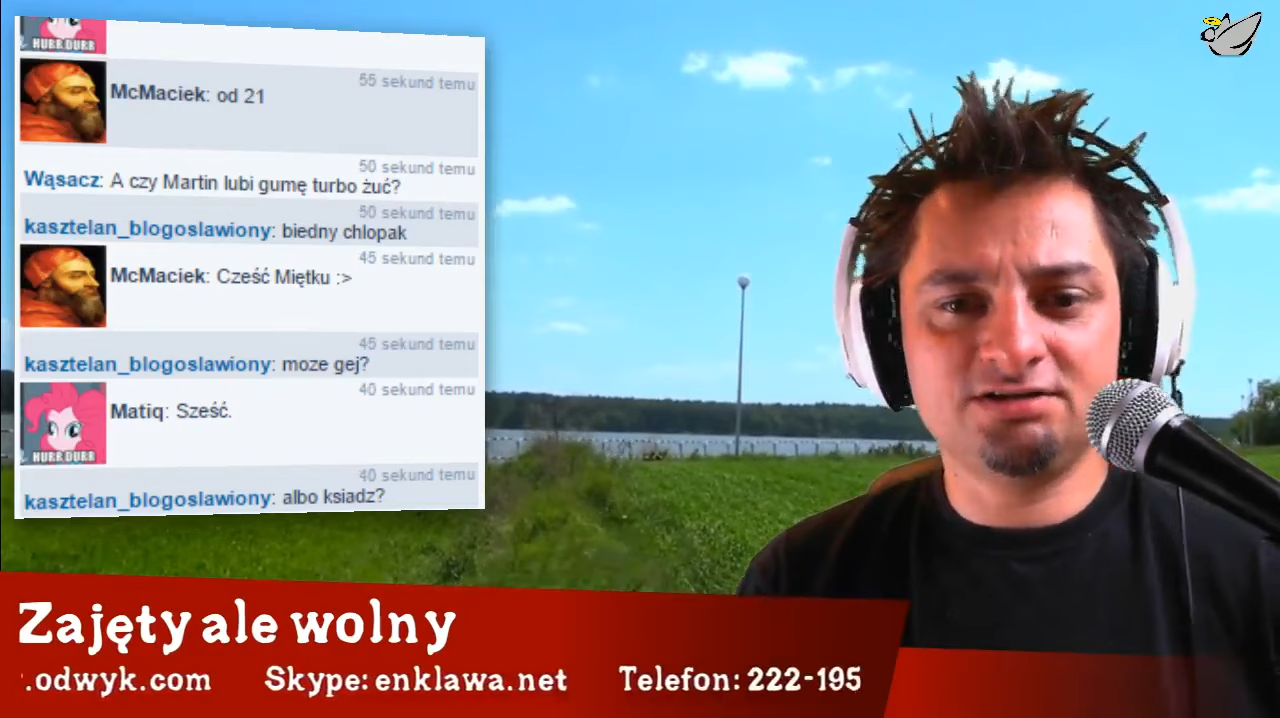 HURR DURR
55 sekund temu
McMaciek: od 21
50 sekund temu
Wąsacz: A czy Martin lubi gumę turbo żuć?
50 sekund temu
kasztelan_blogoslawiony: biedny chlopak
45 sekund temu
McMaciek: Cześć Miętku :>
45 sekund temu
kasztelan_blogoslawiony: moze gej?
40 sekund temu
Matiq: Sześć.
HURR DURR
40 sekund temu
kasztelan_blogoslawiony: albo ksiadz?
Zajęty ale wolny
.odwyk.com Skype: enklawa.net Telefon: 222-195